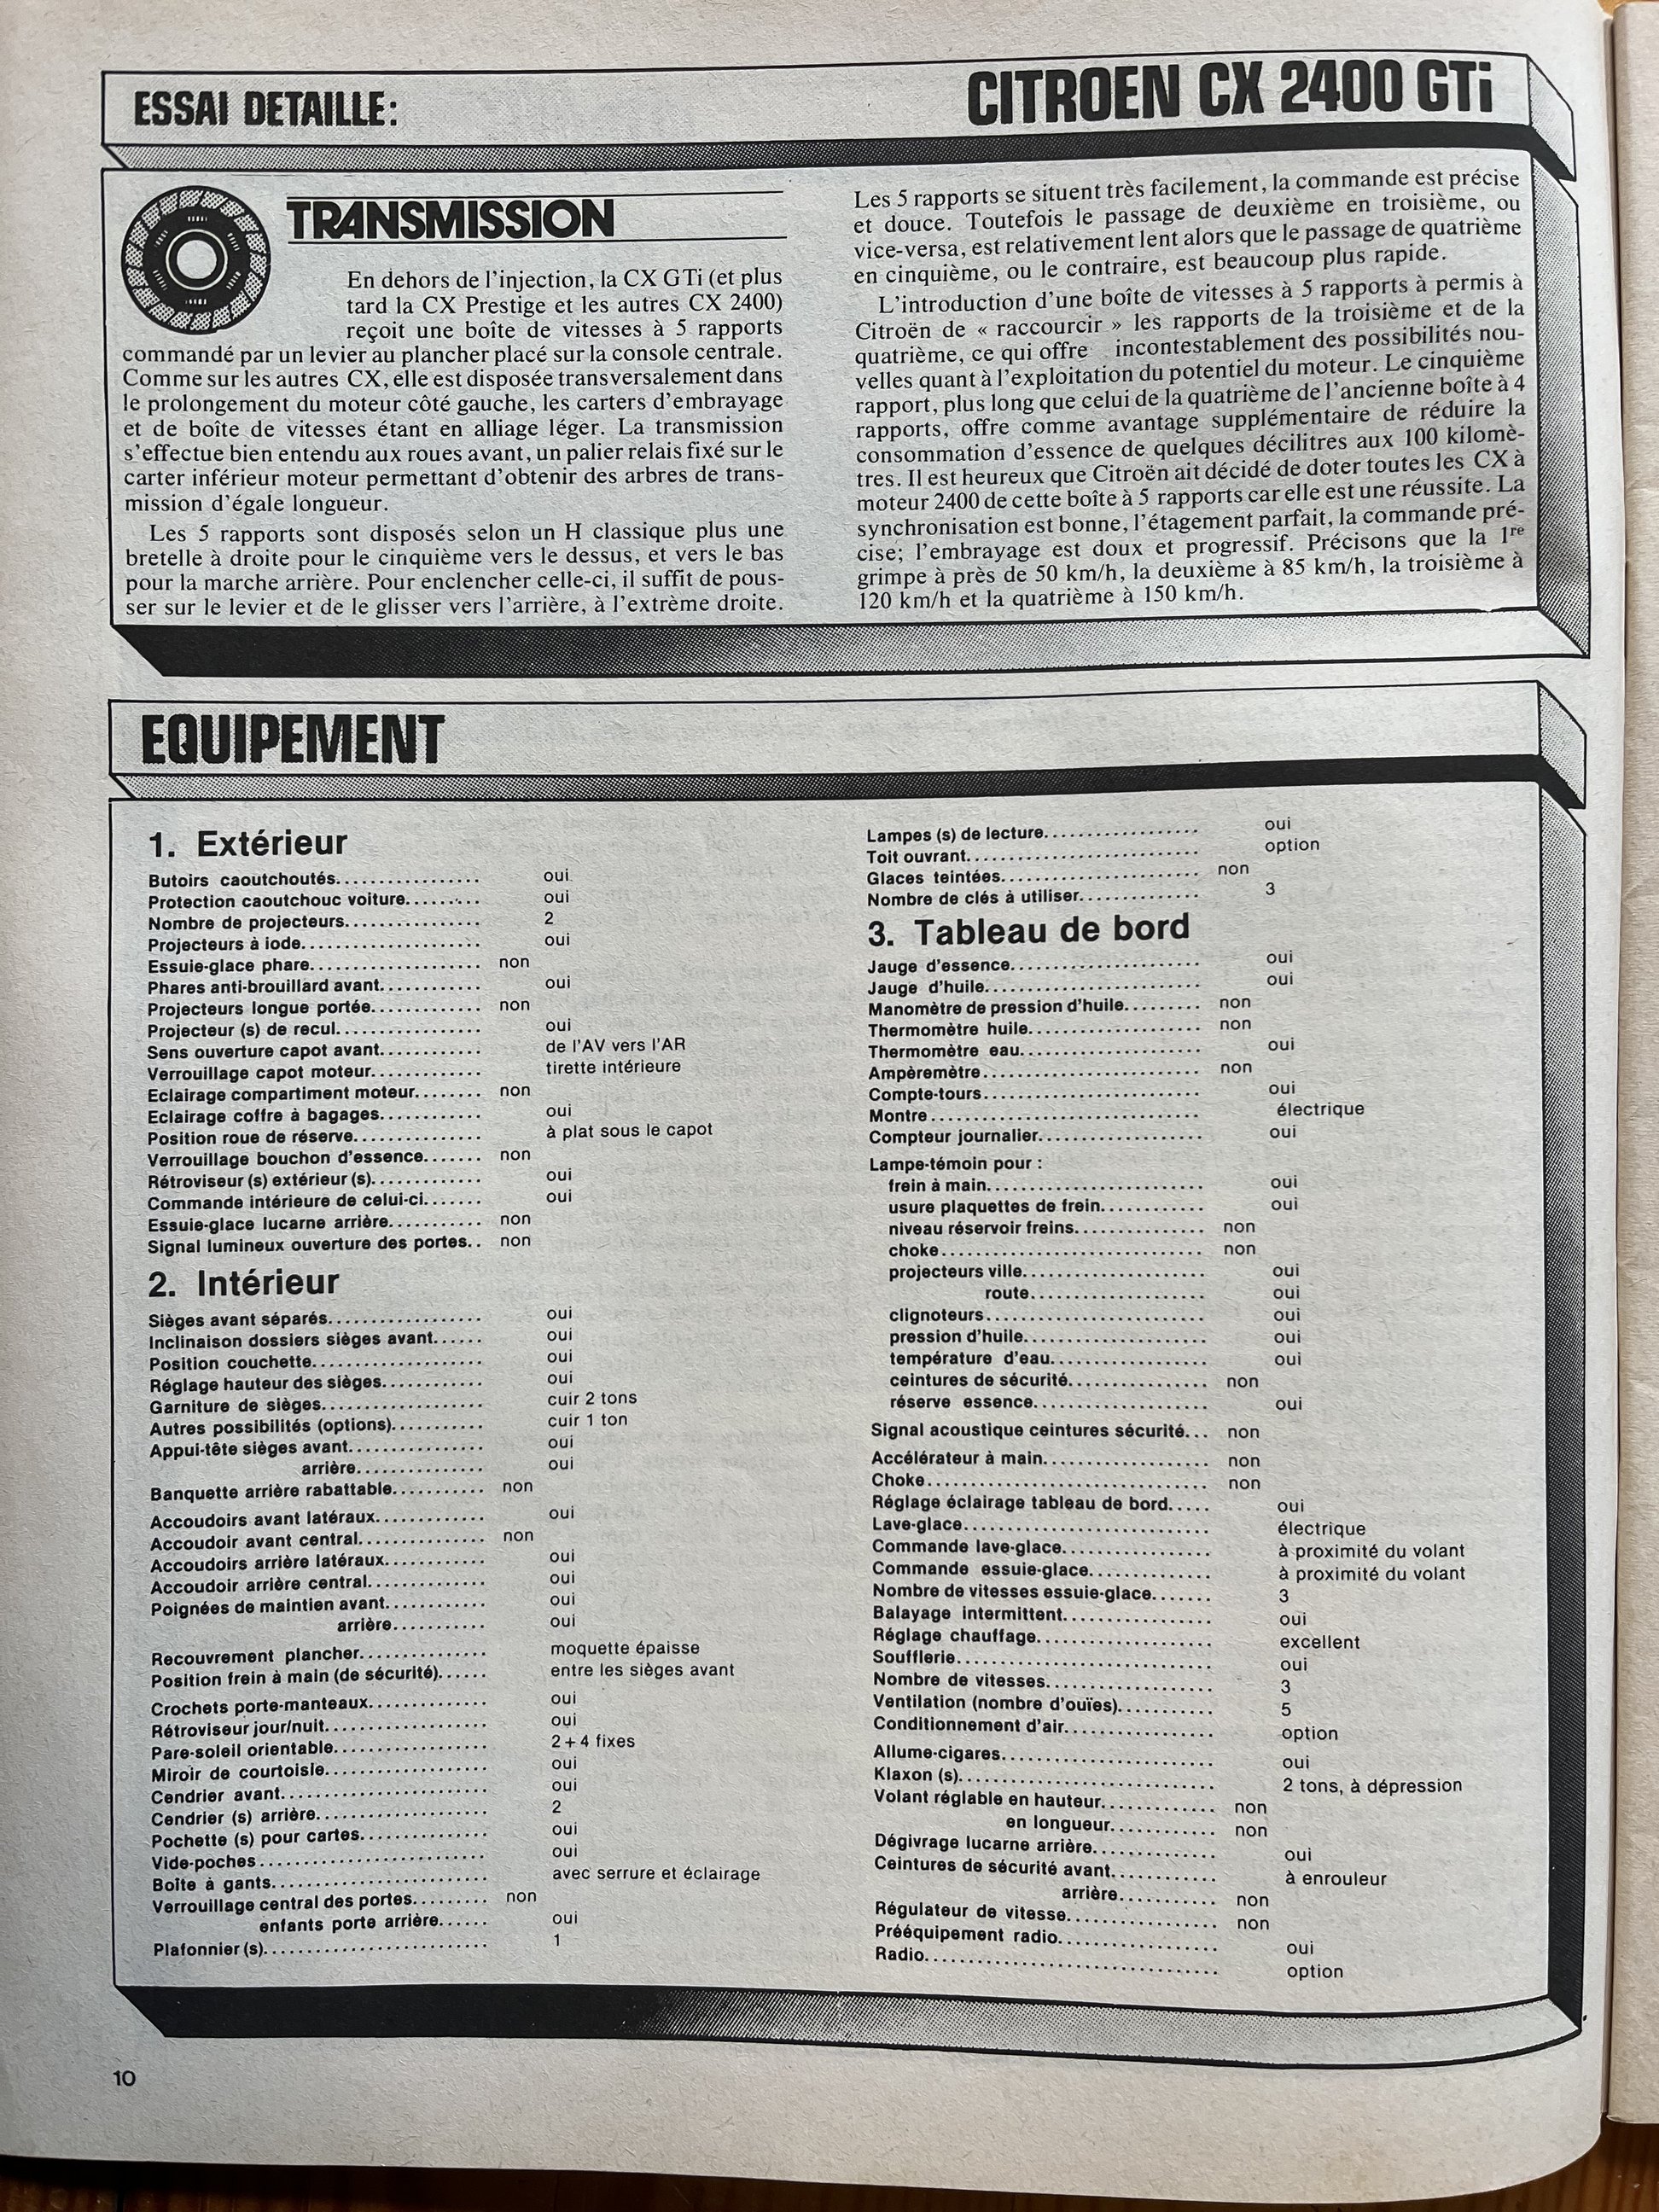 ESSAI DETAILLE:
CITROEN CX 2400 GTi
TRANSMISSION
En dehors de l'injection, la CX GTi (et plus
tard la CX Prestige et les autres CX 2400)
reçoit une boîte de vitesses à 5 rapports
commandé par un levier au plancher placé sur la console centrale.
Comme sur les autres CX, elle est disposée transversalement dans
le prolongement du moteur côté gauche, les carters d'embrayage
et de boîte de vitesses étant en alliage léger. La transmission
s'effectue bien entendu aux roues avant, un palier relais fixé sur le
carter inférieur moteur permettant d'obtenir des arbres de trans-
mission d'égale longueur.
Les 5 rapports sont disposés selon un H classique plus une
bretelle à droite pour le cinquième vers le dessus, et vers le bas
pour la marche arrière. Pour enclencher celle-ci, il suffit de pous-
ser sur le levier et de le glisser vers l'arrière, à l'extrème droite.
Les 5 rapports se situent très facilement, la commande est précise
et douce. Toutefois le passage de deuxième en troisième, ou
vice-versa, est relativement lent alors que le passage de quatrième
en cinquième, ou le contraire, est beaucoup plus rapide.
L'introduction d'une boîte de vitesses à 5 rapports à permis à
Citroën de « raccourcir » les rapports de la troisième et de la
quatrième, ce qui offre incontestablement des possibilités nou-
velles quant à l'exploitation du potentiel du moteur. Le cinquième
rapport, plus long que celui de la quatrième de l'ancienne boîte à 4
rapports, offre comme avantage supplémentaire de réduire la
consommation d'essence de quelques décilitres aux 100 kilomè-
tres. Il est heureux que Citroën ait décidé de doter toutes les CX à
moteur 2400 de cette boîte à 5 rapports car elle est une réussite. La
synchronisation est bonne, l'étagement parfait, la commande pré-
cise; l'embrayage est doux et progressif. Précisons que la 1re
grimpe à près de 50 km/h, la deuxième à 85 km/h, la troisième à
120 km/h et la quatrième à 150 km/h.
EQUIPEMENT
1. Extérieur
Butoirs caoutchoutés................. oui
Protection caoutchouc voiture......... oui
Nombre de projecteurs................ 2
Projecteurs à iode..................... oui
Essuie-glace phare.................... non
Phares anti-brouillard avant............ oui
Projecteurs longue portée............. non
Projecteur (s) de recul................. oui
Sens ouverture capot avant............ de l'AV vers l'AR
Verrouillage capot moteur............. tirette intérieure
Eclairage compartiment moteur........ non
Eclairage coffre à bagages............ oui
Position roue de réserve............... à plat sous le capot
Verrouillage bouchon d'essence....... non
Rétroviseur (s) extérieur (s)............. oui
Commande intérieure de celui-ci....... oui
Essuie-glace lucarne arrière........... non
Signal lumineux ouverture des portes.. non
2. Intérieur
Sièges avant séparés.................. oui
Inclinaison dossiers sièges avant...... oui
Position couchette.................... oui
Réglage hauteur des sièges............ oui
Garniture de sièges................... cuir 2 tons
Autres possibilités (options)........... cuir 1 ton
Appui-tête sièges avant................ oui
arrière............... oui
Banquette arrière rabattable........... non
Accoudoirs avant latéraux............. oui
Accoudoir avant central............... non
Accoudoirs arrière latéraux............ oui
Accoudoir arrière central.............. oui
Poignées de maintien avant............ oui
arrière........... oui
Recouvrement plancher............... moquette épaisse
Position frein à main (de sécurité)...... entre les sièges avant
Crochets porte-manteaux.............. oui
Rétroviseur jour/nuit................... oui
Pare-soleil orientable.................. 2 + 4 fixes
Miroir de courtoisie................... oui
Cendrier avant........................ oui
Cendrier (s) arrière.................... 2
Pochette (s) pour cartes............... oui
Vide-poches.......................... oui
Boîte à gants......................... avec serrure et éclairage
Verrouillage central des portes......... non
enfants porte arrière...... oui
Plafonnier (s).......................... 1
Lampes (s) de lecture.................. oui
Toit ouvrant........................... option
Glaces teintées....................... non
Nombre de clés à utiliser.............. 3
3. Tableau de bord
Jauge d'essence...................... oui
Jauge d'huile......................... oui
Manomètre de pression d'huile......... non
Thermomètre huile.................... non
Thermomètre eau..................... oui
Ampèremètre......................... non
Compte-tours......................... oui
Montre............................... électrique
Compteur journalier................... oui
Lampe-témoin pour :
frein à main......................... oui
usure plaquettes de frein............ oui
niveau réservoir freins............... non
choke.............................. non
projecteurs ville..................... oui
route.................... oui
clignoteurs......................... oui
pression d'huile..................... oui
température d'eau.................. oui
ceintures de sécurité................ non
réserve essence.................... oui
Signal acoustique ceintures sécurité... non
Accélérateur à main................... non
Choke................................ non
Réglage éclairage tableau de bord..... oui
Lave-glace........................... électrique
Commande lave-glace................. à proximité du volant
Commande essuie-glace.............. à proximité du volant
Nombre de vitesses essuie-glace....... 3
Balayage intermittent................. oui
Réglage chauffage.................... excellent
Soufflerie............................ oui
Nombre de vitesses................... 3
Ventilation (nombre d'ouïes)........... 5
Conditionnement d'air................. option
Allume-cigares....................... oui
Klaxon (s)............................ 2 tons, à dépression
Volant réglable en hauteur............. non
en longueur............ non
Dégivrage lucarne arrière.............. oui
Ceintures de sécurité avant............ à enrouleur
arrière........... non
Régulateur de vitesse................. non
Prééquipement radio.................. oui
Radio................................ option
10